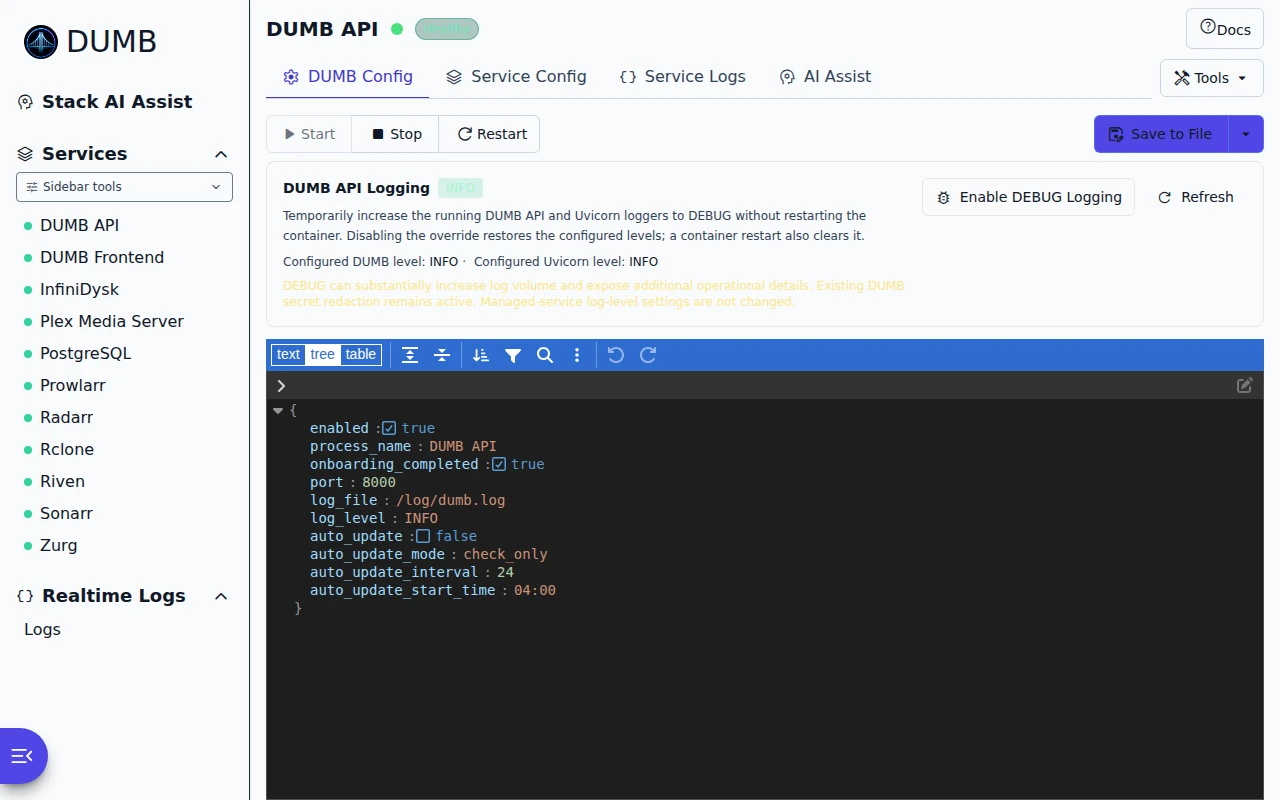 DUMB
Stack AI Assist
Services
Sidebar tools
DUMB API
DUMB Frontend
InfiniDysk
Plex Media Server
PostgreSQL
Prowlarr
Radarr
Rclone
Riven
Sonarr
Zurg
Realtime Logs
Logs
DUMB API
Docs
DUMB Config
Service Config
Service Logs
AI Assist
Tools
Start
Stop
Restart
Save to File
DUMB API Logging INFO
Temporarily increase the running DUMB API and Uvicorn loggers to DEBUG without restarting the
container. Disabling the override restores the configured levels; a container restart also clears it.
Configured DUMB level: INFO · Configured Uvicorn level: INFO
DEBUG can substantially increase log volume and expose additional operational details. Existing DUMB
secret redaction remains active. Managed-service log-level settings are not changed.
Enable DEBUG Logging
Refresh
text tree table
{
enabled : true
process_name : DUMB API
onboarding_completed : true
port : 8000
log_file : /log/dumb.log
log_level : INFO
auto_update : false
auto_update_mode : check_only
auto_update_interval : 24
auto_update_start_time : 04:00
}